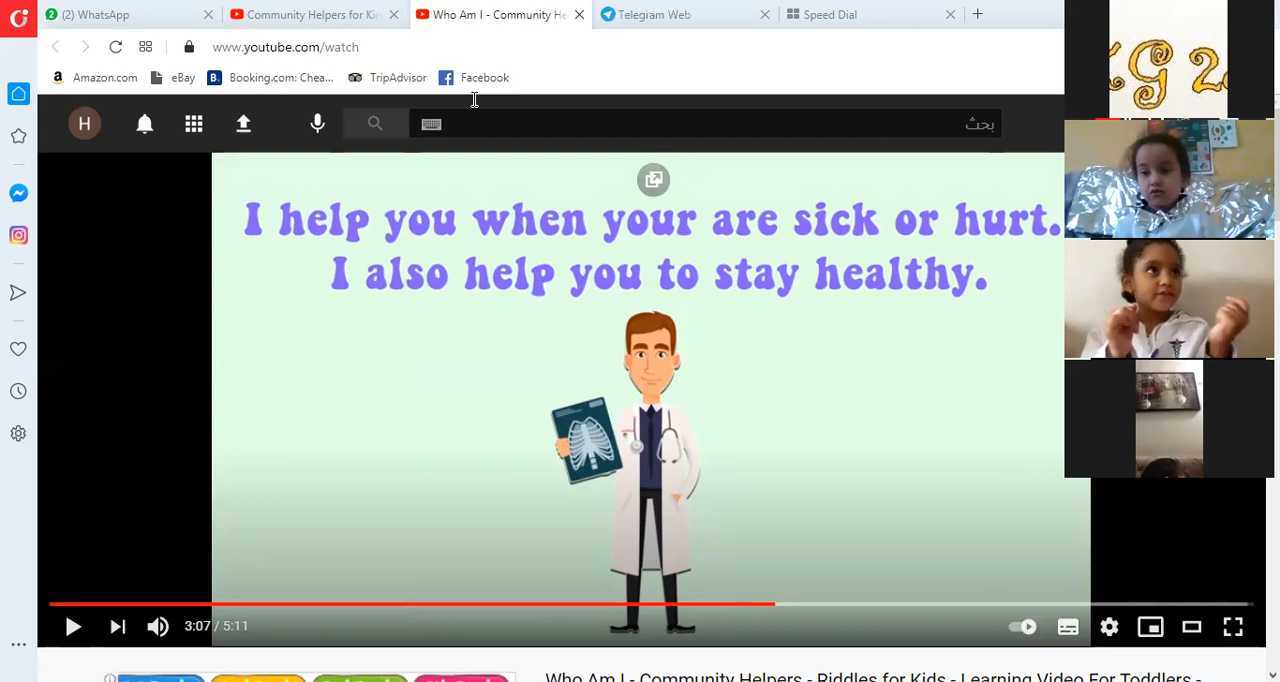 (2) WhatsApp
Community Helpers for Ki
Who Am I - Community He
Telegram Web
Speed Dial
www.youtube.com/watch
Amazon.com
eBay
Booking.com: Chea...
TripAdvisor
Facebook
H
بحث
I help you when your are sick or hurt.
I also help you to stay healthy.
3:07 / 5:11
Who Am I - Community Helpers - Riddles for Kids - Learning Video For Toddlers -
G 2